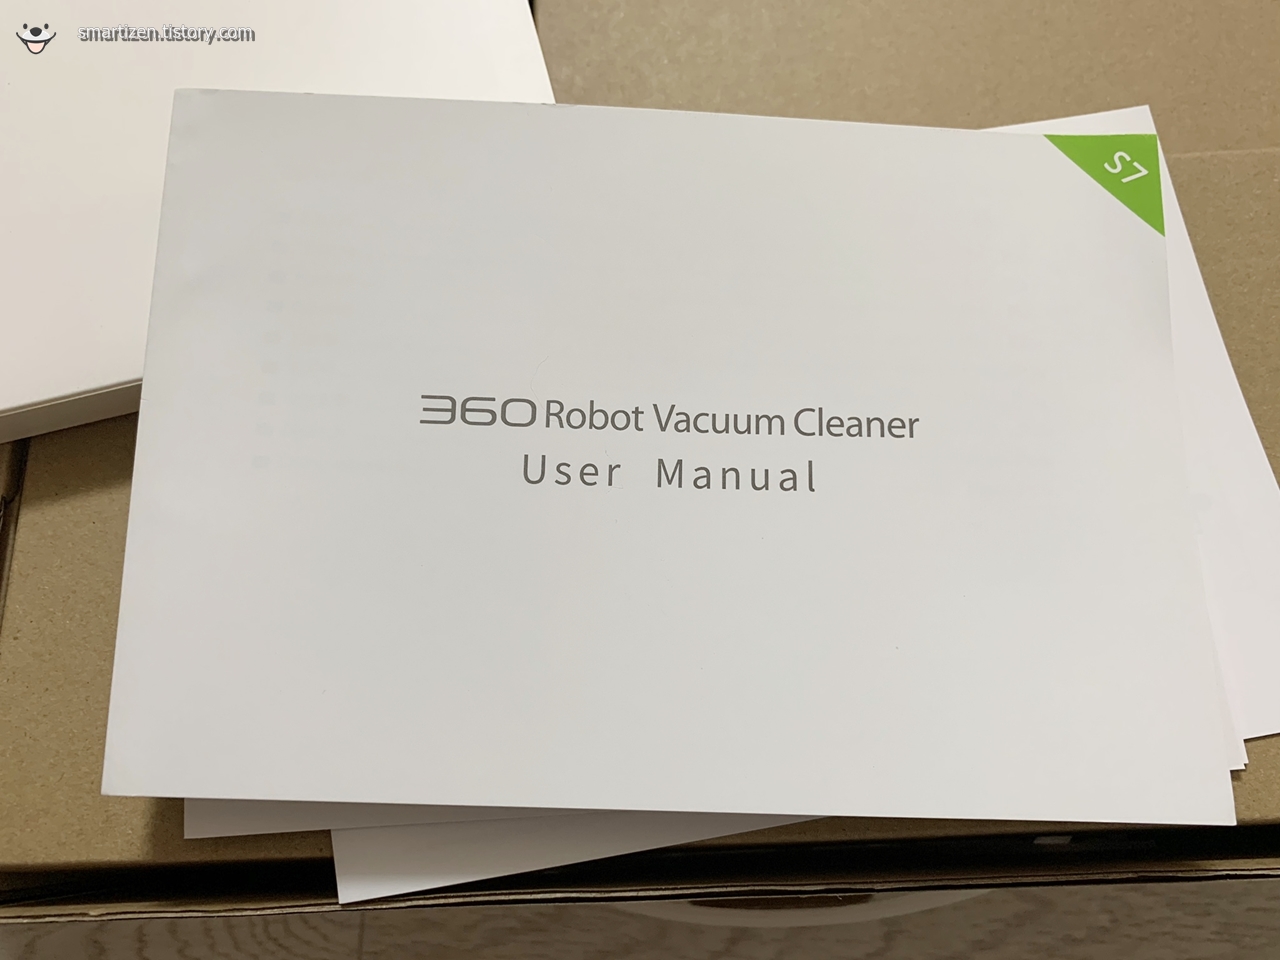 smartizen.tistory.com
S7
360 Robot Vacuum Cleaner
User Manual